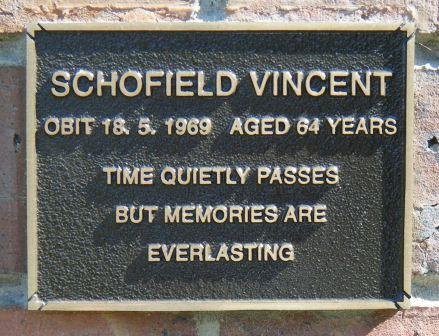 SCHOFIELD VINCENT
OBIT 18. 5. 1969 AGED 64 YEARS
TIME QUIETLY PASSES
BUT MEMORIES ARE
EVERLASTING